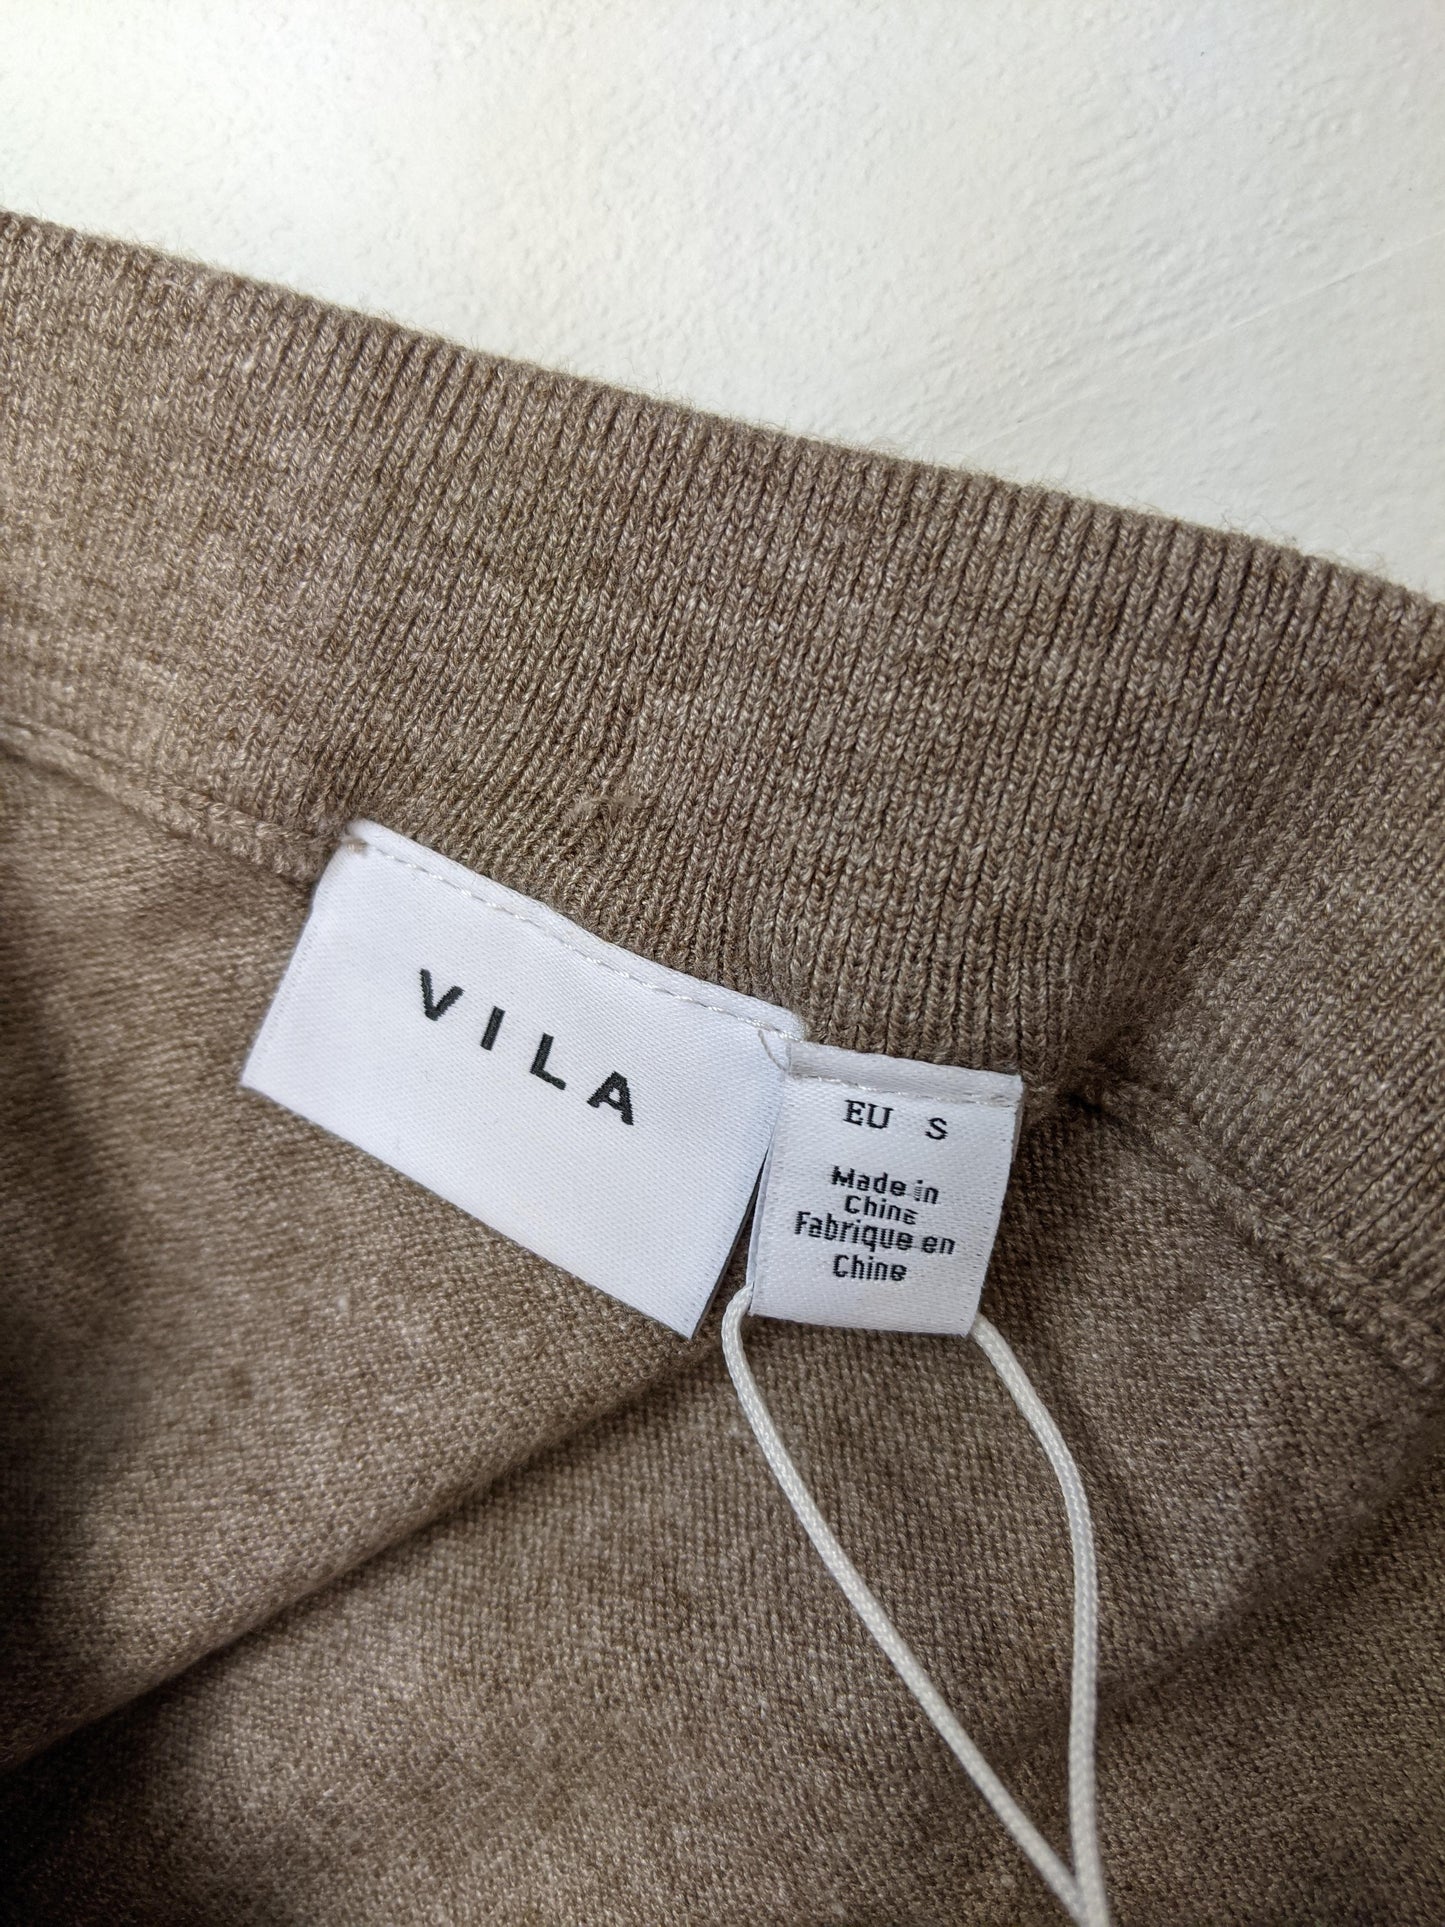 VILA
EU S
Made in
China
Fabrique en
Chine